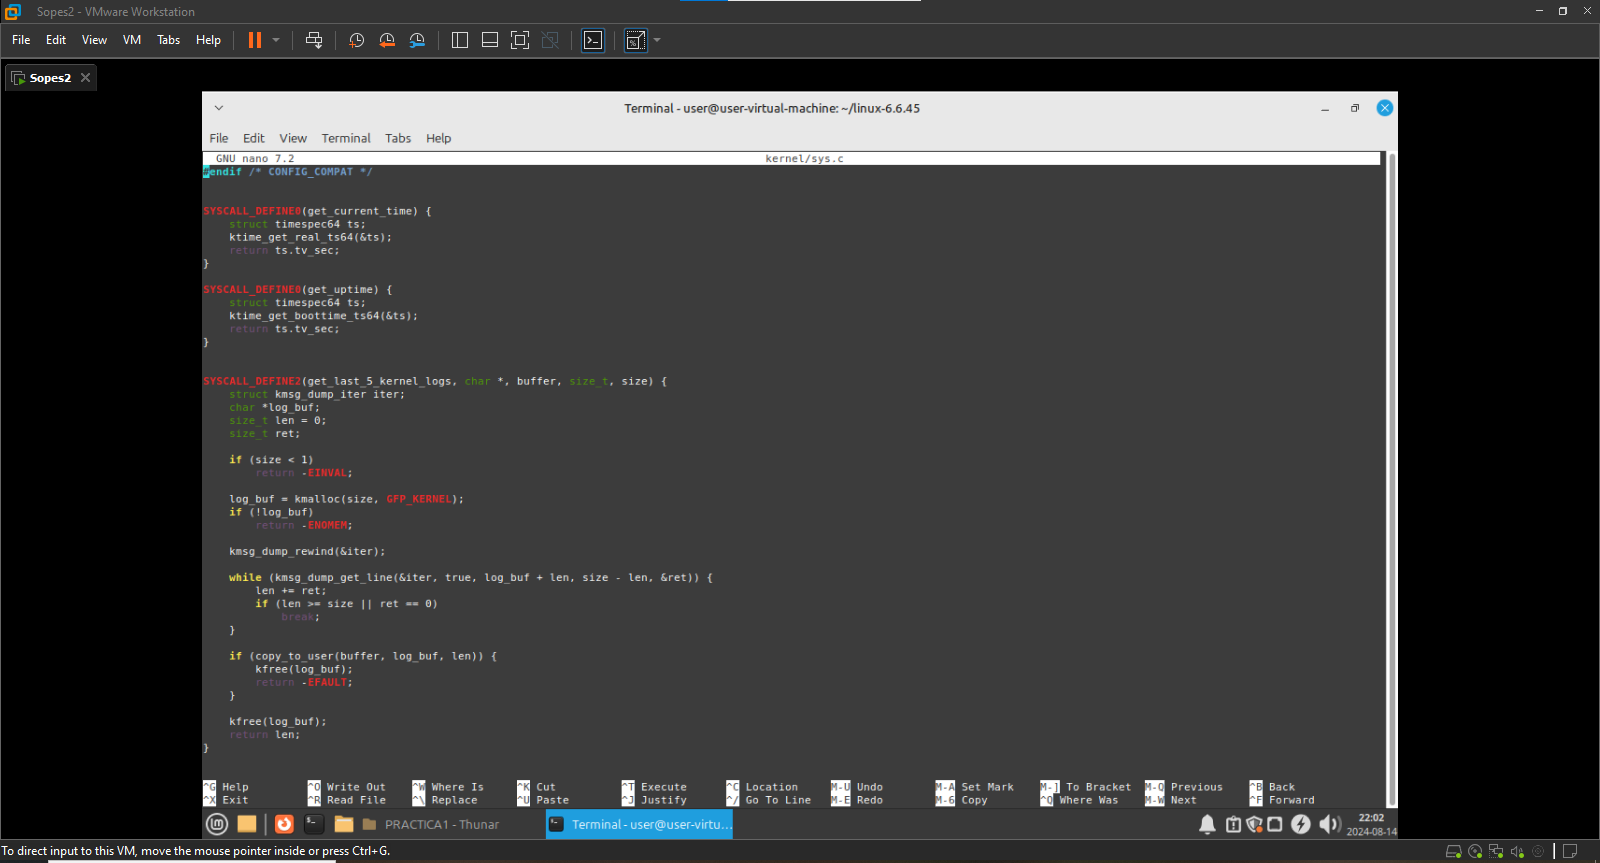 Sopes2 - VMware Workstation
File Edit View VM Tabs Help
Sopes2
Terminal - user@user-virtual-machine: ~/linux-6.6.45
File Edit View Terminal Tabs Help
GNU nano 7.2 kernel/sys.c
#endif /* CONFIG_COMPAT */
SYSCALL_DEFINE0(get_current_time) {
    struct timespec64 ts;
    ktime_get_real_ts64(&ts);
    return ts.tv_sec;
}
SYSCALL_DEFINE0(get_uptime) {
    struct timespec64 ts;
    ktime_get_boottime_ts64(&ts);
    return ts.tv_sec;
}
SYSCALL_DEFINE2(get_last_5_kernel_logs, char *, buffer, size_t, size) {
    struct kmsg_dump_iter iter;
    char *log_buf;
    size_t len = 0;
    size_t ret;
    if (size < 1)
        return -EINVAL;
    log_buf = kmalloc(size, GFP_KERNEL);
    if (!log_buf)
        return -ENOMEM;
    kmsg_dump_rewind(&iter);
    while (kmsg_dump_get_line(&iter, true, log_buf + len, size - len, &ret)) {
        len += ret;
        if (len >= size || ret == 0)
            break;
    }
    if (copy_to_user(buffer, log_buf, len)) {
        kfree(log_buf);
        return -EFAULT;
    }
    kfree(log_buf);
    return len;
}
^G Help ^O Write Out ^W Where Is ^K Cut ^T Execute ^C Location M-U Undo M-A Set Mark M-] To Bracket M-Q Previous ^B Back
^X Exit ^R Read File ^\ Replace ^U Paste ^J Justify ^/ Go To Line M-E Redo M-6 Copy ^Q Where Was M-W Next ^F Forward
PRACTICA1 - Thunar Terminal - user@user-virtu... 22:02
2024-08-14
To direct input to this VM, move the mouse pointer inside or press Ctrl+G.